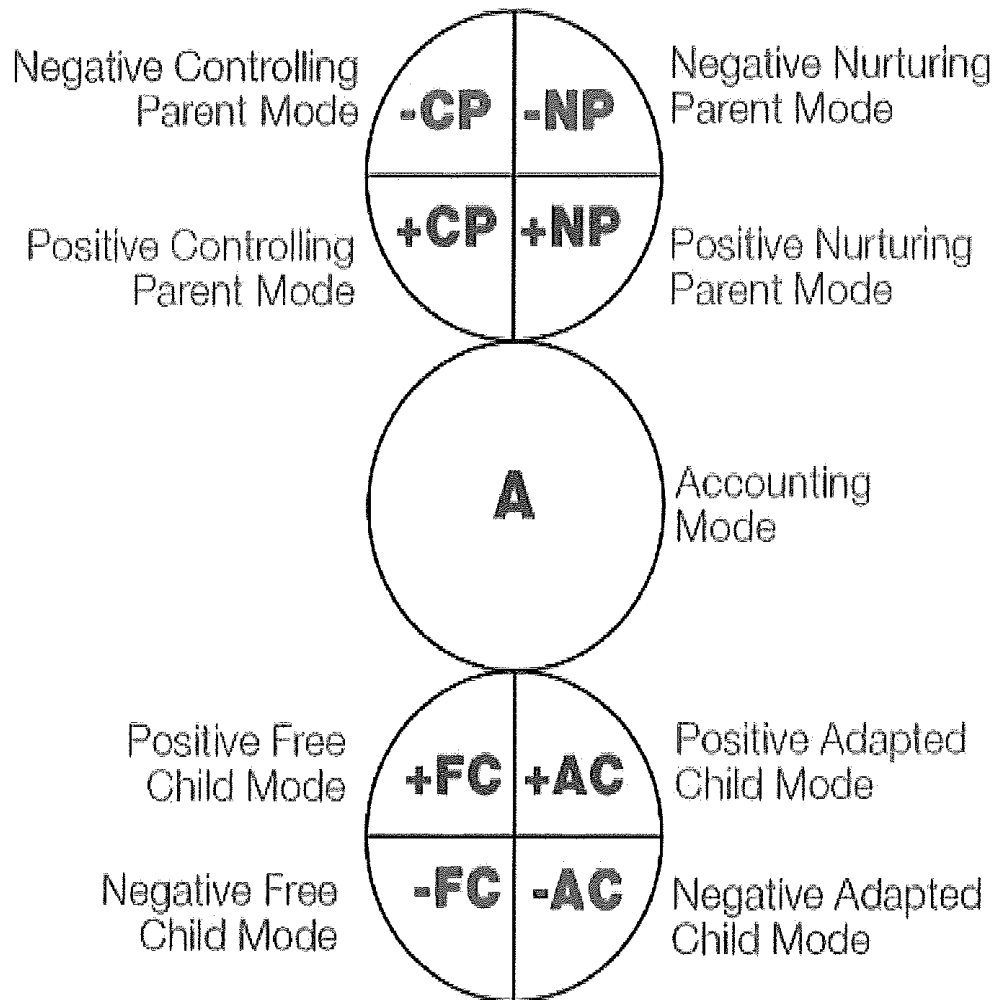 Negative Controlling
Parent Mode
-CP
-NP
Negative Nurturing
Parent Mode
Positive Controlling
Parent Mode
+CP
+NP
Positive Nurturing
Parent Mode
A
Accounting
Mode
Positive Free
Child Mode
+FC
+AC
Positive Adapted
Child Mode
Negative Free
Child Mode
-FC
-AC
Negative Adapted
Child Mode